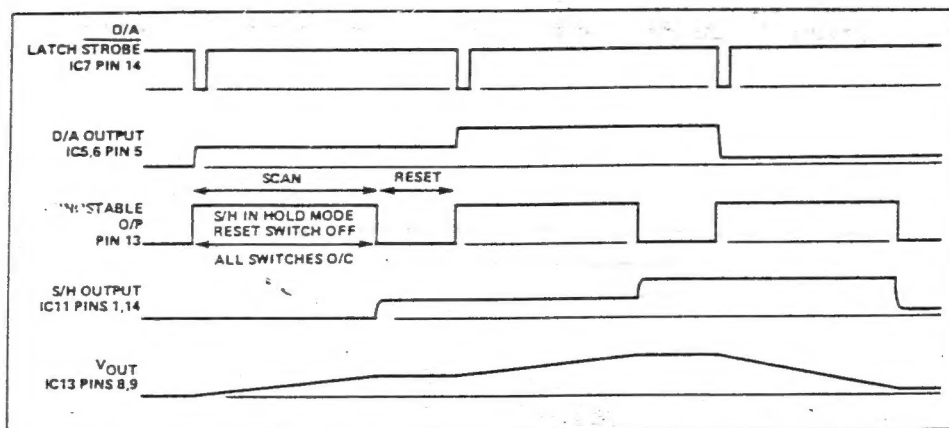 D/A
LATCH STROBE
IC7 PIN 14
D/A OUTPUT
IC5,6 PIN 5
SCAN
RESET
O/P
PIN 13
S/H IN HOLD MODE
RESET SWITCH OFF
ALL SWITCHES O/C
S/H OUTPUT
IC11 PINS 1,14
VOUT
IC13 PINS 8,9